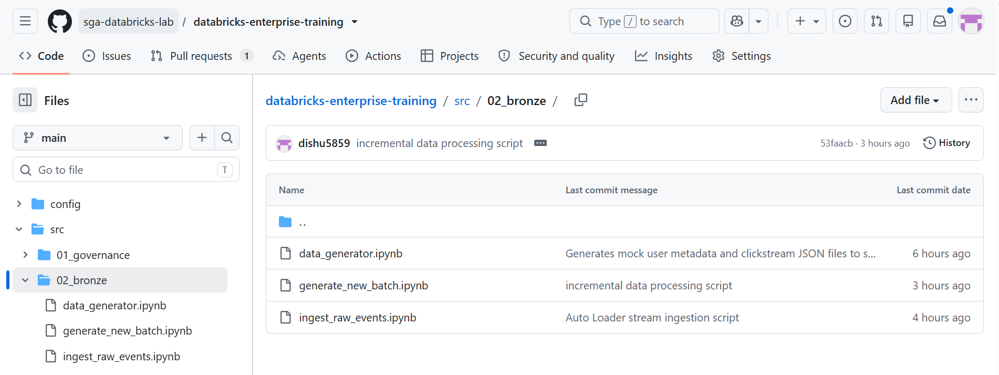 sga-databricks-lab / databricks-enterprise-training
Type / to search
Code
Issues
Pull requests 1
Agents
Actions
Projects
Security and quality
Insights
Settings
Files
main
Go to file T
config
src
01_governance
02_bronze
data_generator.ipynb
generate_new_batch.ipynb
ingest_raw_events.ipynb
databricks-enterprise-training / src / 02_bronze /
Add file
dishu5859 incremental data processing script 53faacb · 3 hours ago History
Name Last commit message Last commit date
..
data_generator.ipynb Generates mock user metadata and clickstream JSON files to s... 6 hours ago
generate_new_batch.ipynb incremental data processing script 3 hours ago
ingest_raw_events.ipynb Auto Loader stream ingestion script 4 hours ago